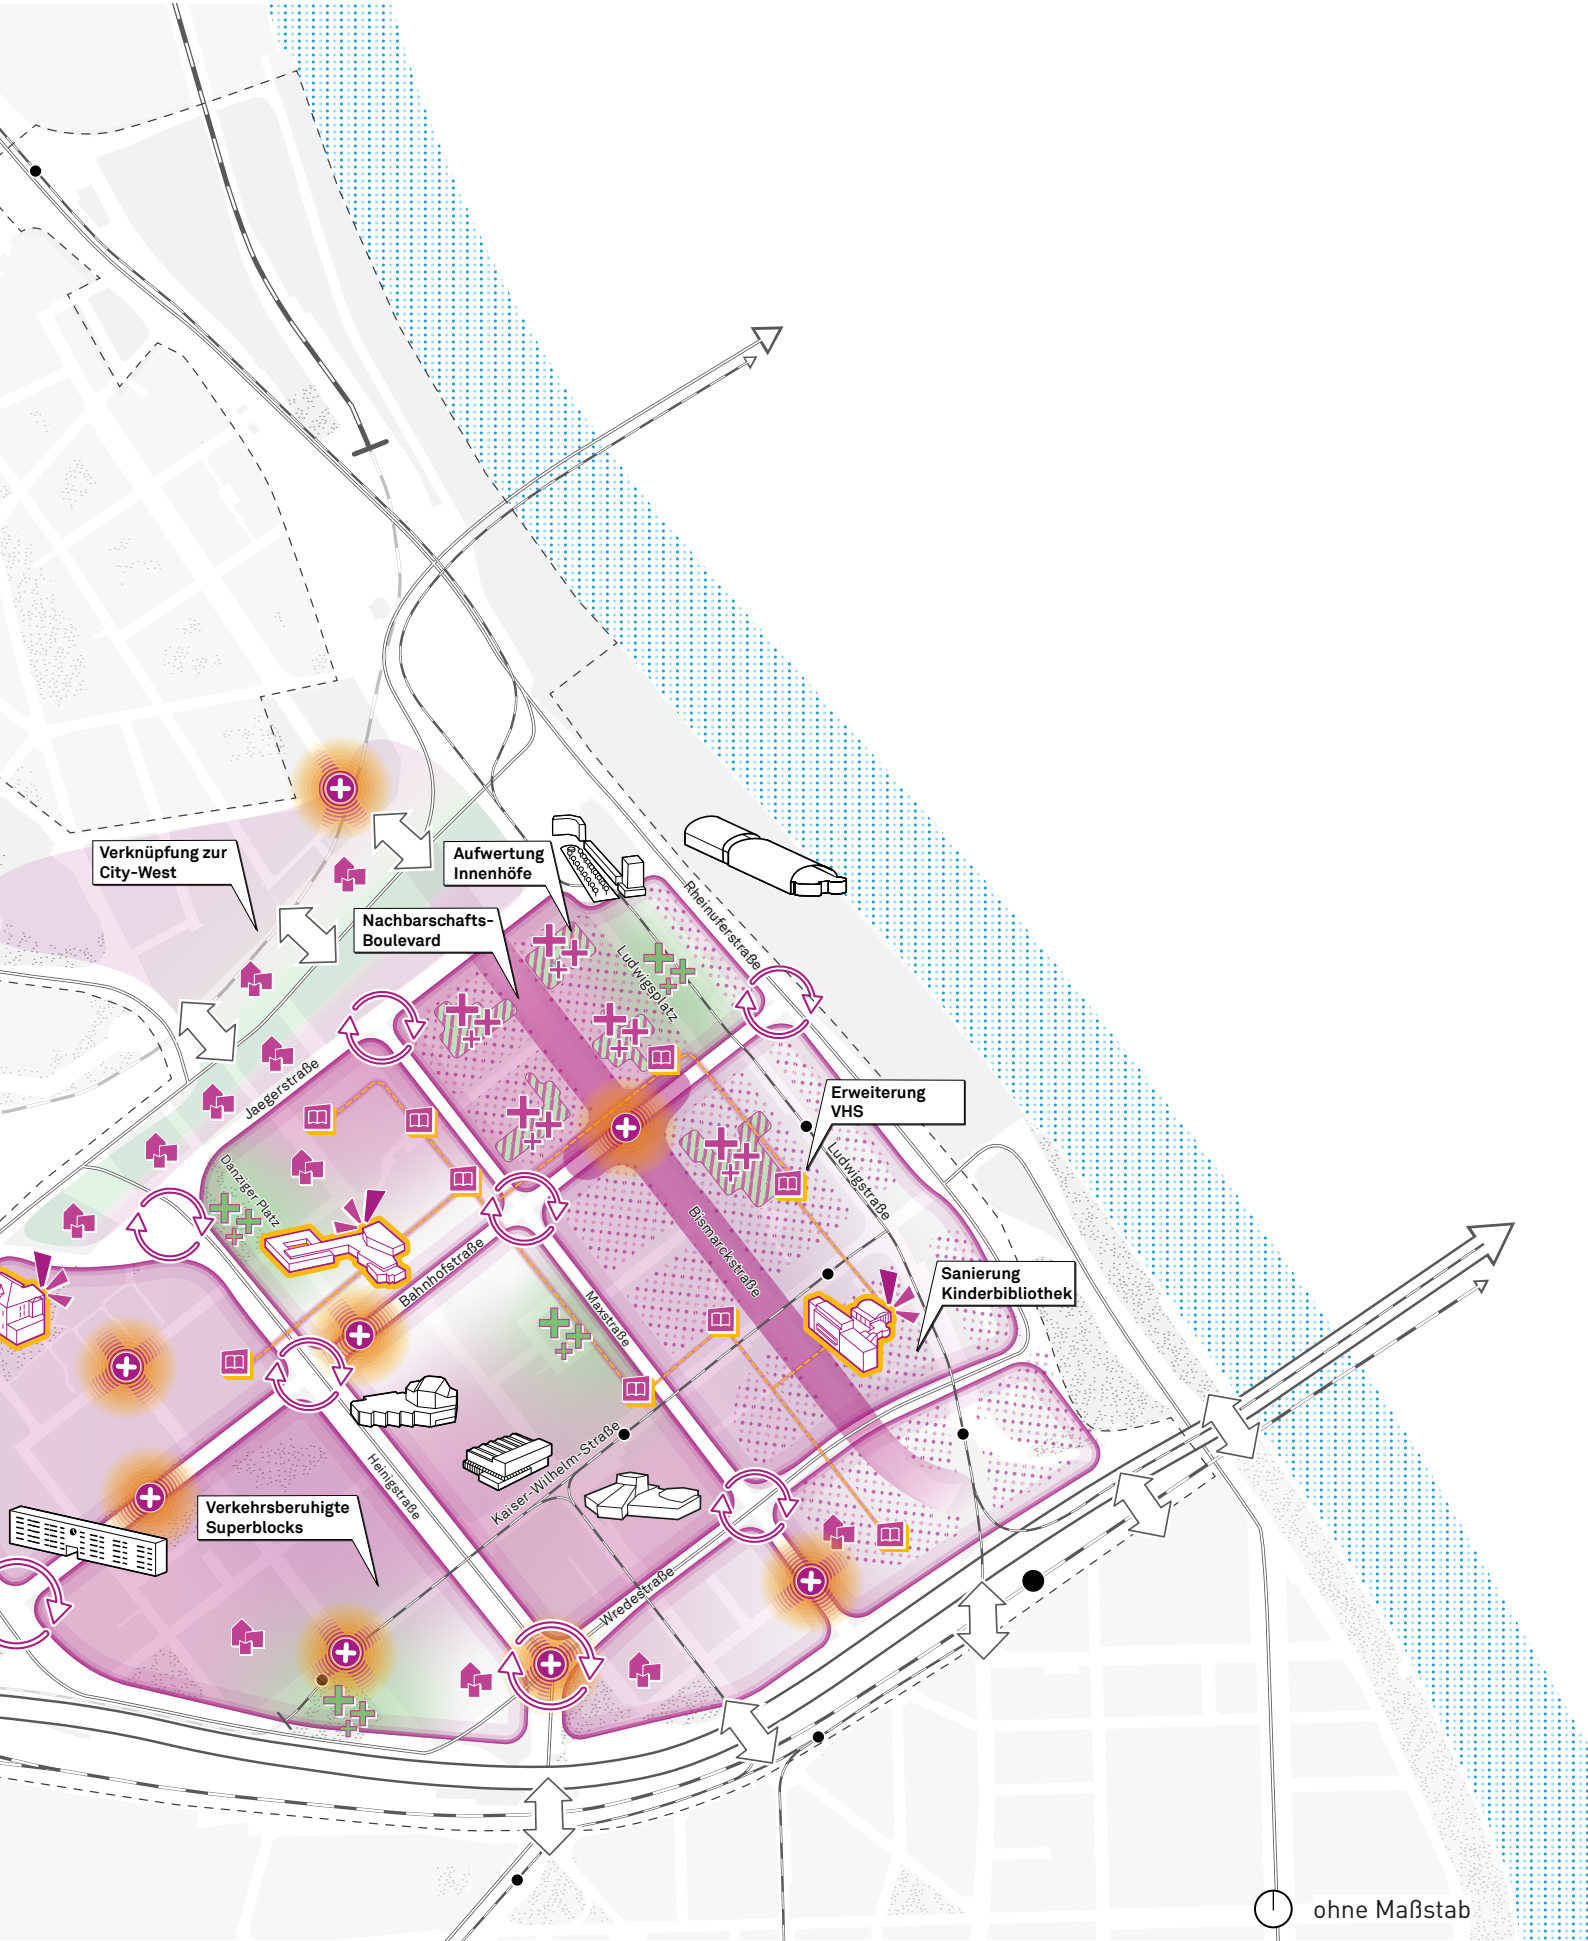 Verknüpfung zur
City-West
Aufwertung
Innenhöfe
Nachbarschafts-
Boulevard
Rheinuferstraße
Ludwigsplatz
Jaegerstraße
Danziger Platz
Erweiterung
VHS
Ludwigstraße
Bismarckstraße
Bahnhofstraße
Maxstraße
Sanierung
Kinderbibliothek
Heinigstraße
Kaiser-Wilhelm-Straße
Verkehrsberuhigte
Superblocks
Wredestraße
ohne Maßstab